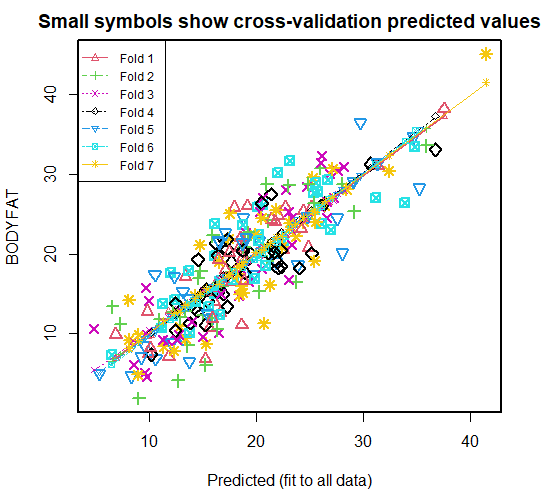 Small symbols show cross-validation predicted values
Fold 1
Fold 2
Fold 3
Fold 4
Fold 5
Fold 6
Fold 7
BODYFAT
40
30
20
10
10 20 30 40
Predicted (fit to all data)